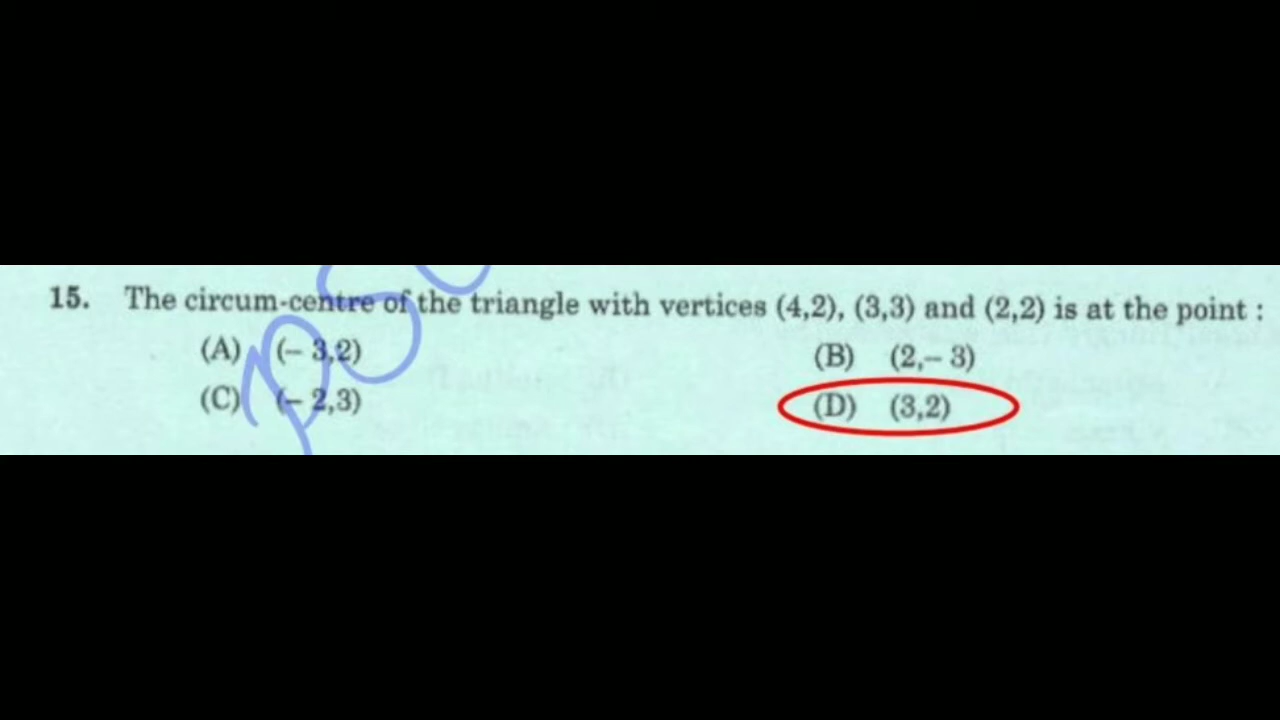 15. The circum-centre of the triangle with vertices (4,2), (3,3) and (2,2) is at the point :
(A) (– 3,2) (B) (2,– 3)
(C) (– 2,3) (D) (3,2)